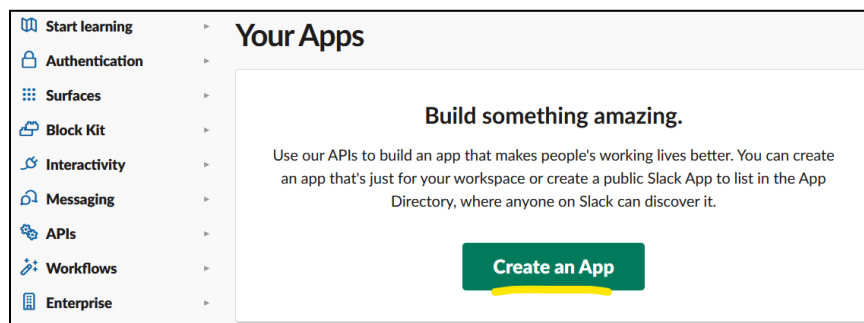 Start learning
Authentication
Surfaces
Block Kit
Interactivity
Messaging
APIs
Workflows
Enterprise
Your Apps
Build something amazing.
Use our APIs to build an app that makes people's working lives better. You can create
an app that's just for your workspace or create a public Slack App to list in the App
Directory, where anyone on Slack can discover it.
Create an App